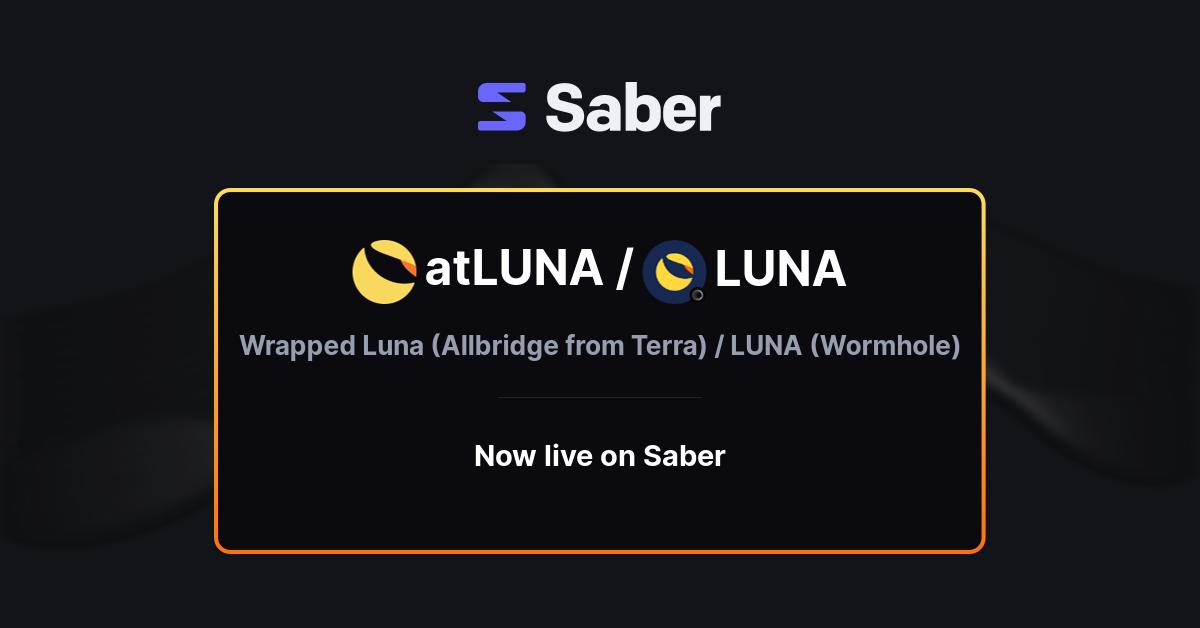 Saber
atLUNA / LUNA
Wrapped Luna (Allbridge from Terra) / LUNA (Wormhole)
Now live on Saber